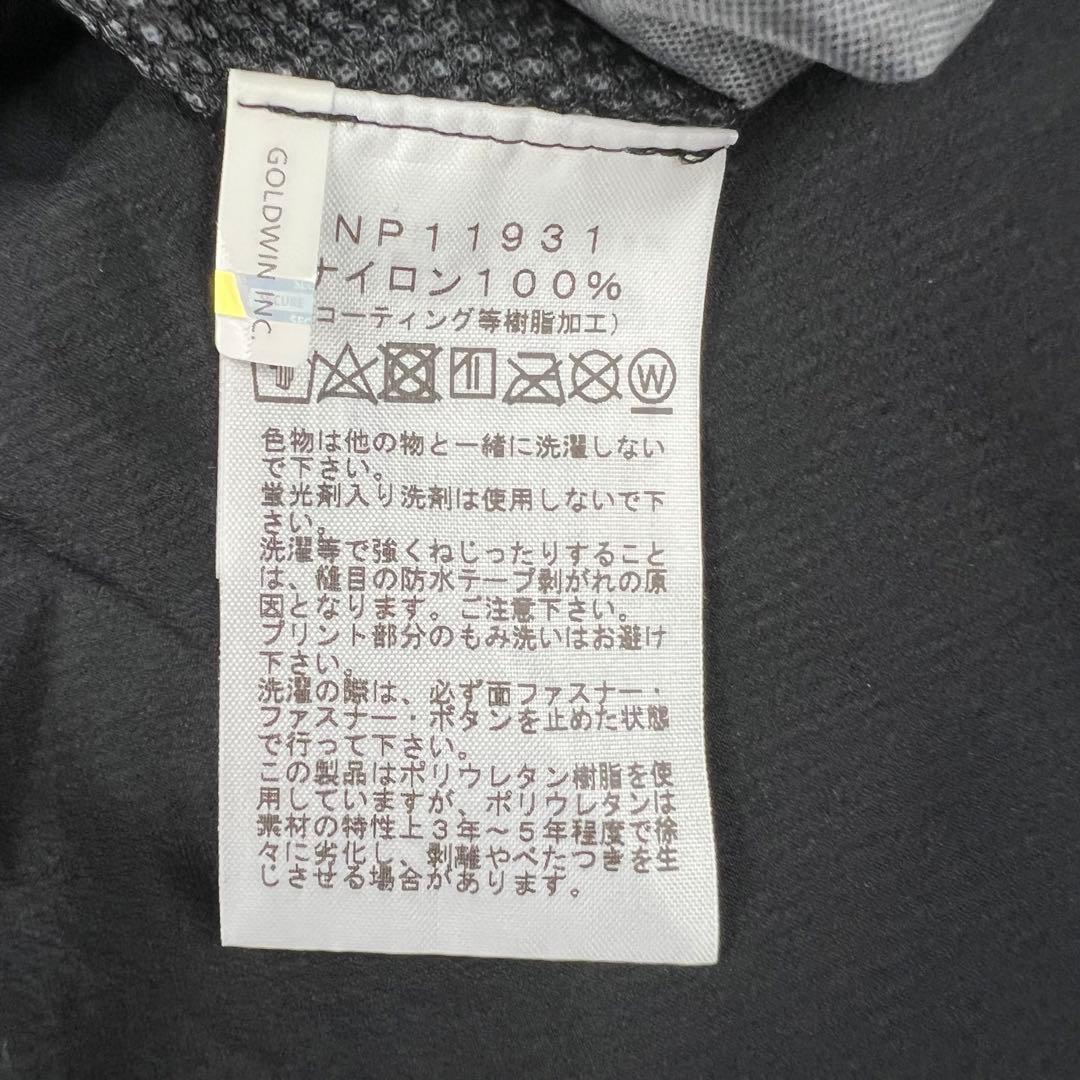 GOLDWIN INC.
CURE
NP11931
ナイロン100%
コーティング等樹脂加工)
W
色物は他の物と一緒に洗濯しない
で下さい。
蛍光剤入り洗剤は使用しないで下
さい。
洗濯等で強くねじったりすること
は、縫目の防水テープ剥がれの原
因となります。ご注意下さい。
プリント部分のもみ洗いはお避け
下さい。
洗濯の際は、必ず面ファスナー・
ファスナー・ボタンを止めた状態
で行って下さい。
この製品はポリウレタン樹脂を使
用していますが、ポリウレタンは
素材の特性上3年～5年程度で徐
々に劣化し、剥離やべたつきを生
じさせる場合があります。